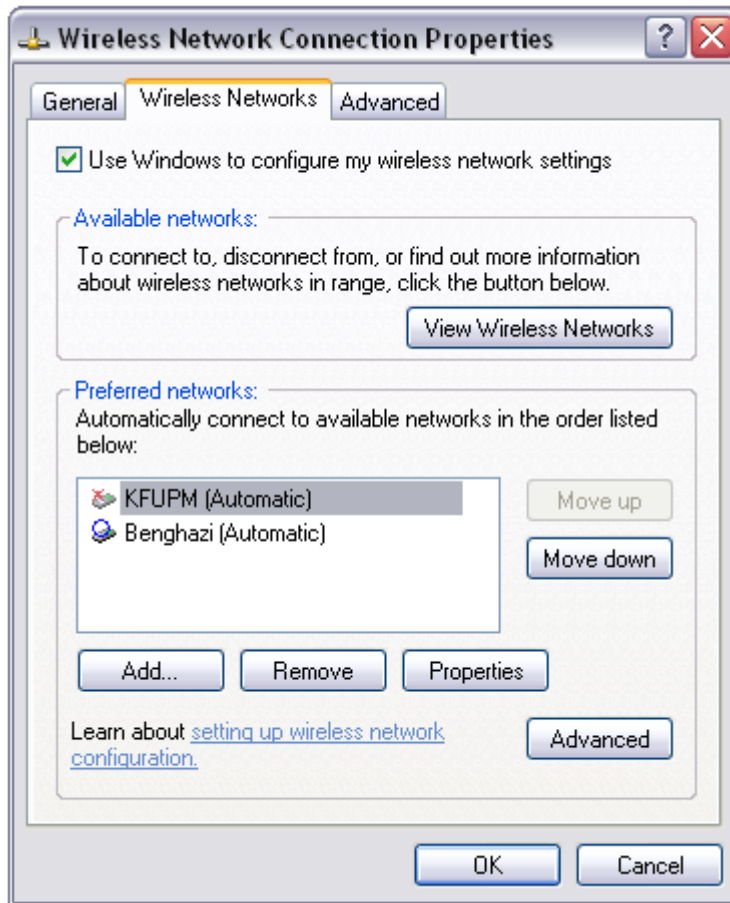 Wireless Network Connection Properties
General Wireless Networks Advanced
Use Windows to configure my wireless network settings
Available networks:
To connect to, disconnect from, or find out more information
about wireless networks in range, click the button below.
View Wireless Networks
Preferred networks:
Automatically connect to available networks in the order listed
below:
KFUPM (Automatic)
Benghazi (Automatic)
Move up
Move down
Add... Remove Properties
Learn about setting up wireless network
configuration.
Advanced
OK Cancel